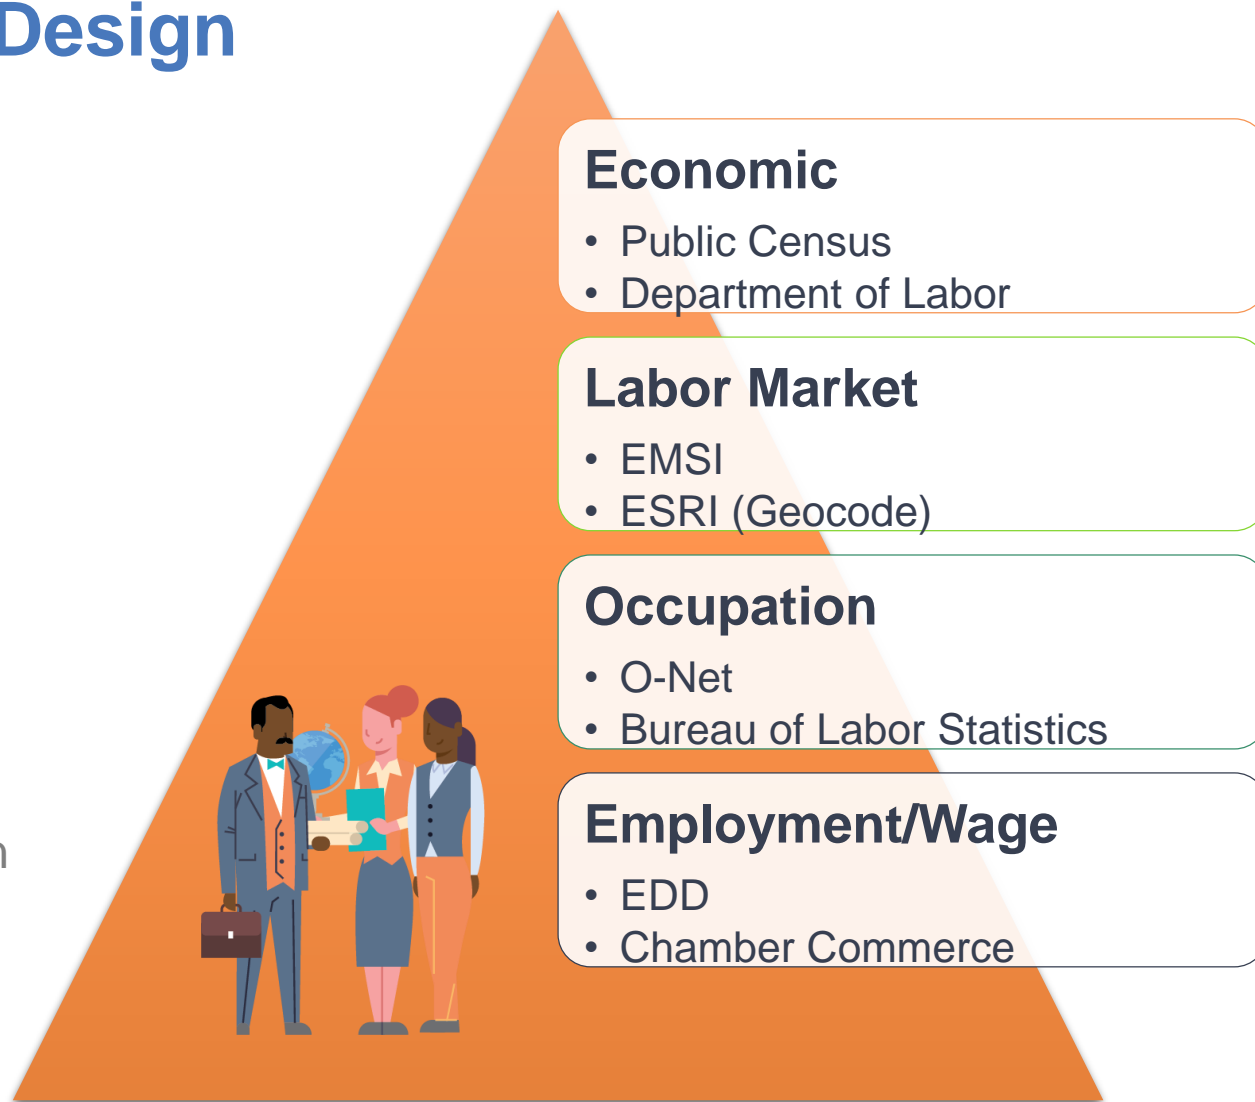 Design
Economic
• Public Census
• Department of Labor
Labor Market
• EMSI
• ESRI (Geocode)
Occupation
• O-Net
• Bureau of Labor Statistics
Employment/Wage
• EDD
• Chamber Commerce